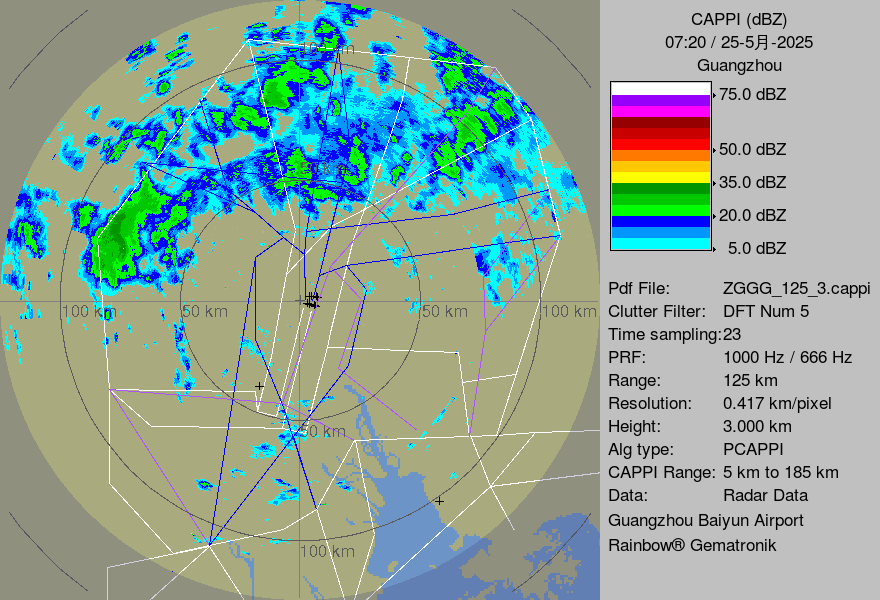 CAPPI (dBZ)
07:20 / 25-5月-2025
Guangzhou
75.0 dBZ
50.0 dBZ
35.0 dBZ
20.0 dBZ
5.0 dBZ
Pdf File: ZGGG_125_3.cappi
Clutter Filter: DFT Num 5
Time sampling:23
PRF: 1000 Hz / 666 Hz
Range: 125 km
Resolution: 0.417 km/pixel
Height: 3.000 km
Alg type: PCAPPI
CAPPI Range: 5 km to 185 km
Data: Radar Data
Guangzhou Baiyun Airport
Rainbow® Gematronik
100 km
50 km
100 km
50 km
50 km
100 km
50 km
100 km